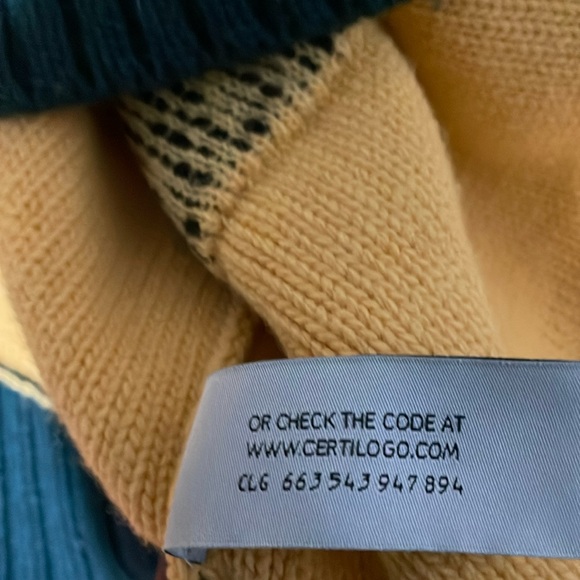 OR CHECK THE CODE AT
WWW.CERTILOGO.COM
CLG 663 543 947 894